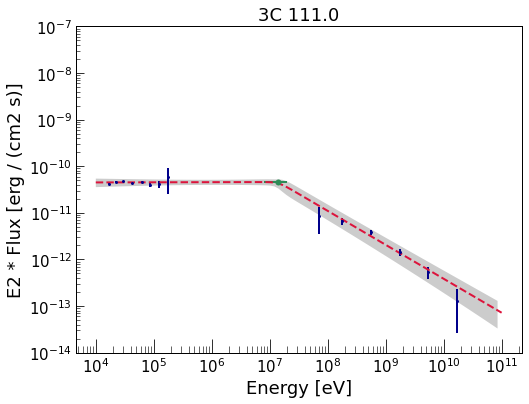 3C 111.0
E2 * Flux [erg / (cm2 s)]
10⁻⁷
10⁻⁸
10⁻⁹
10⁻¹⁰
10⁻¹¹
10⁻¹²
10⁻¹³
10⁻¹⁴
10⁴ 10⁵ 10⁶ 10⁷ 10⁸ 10⁹ 10¹⁰ 10¹¹
Energy [eV]